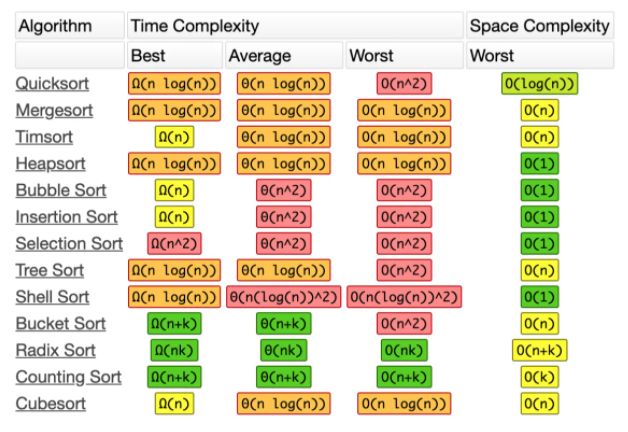 Algorithm Time Complexity Space Complexity
Best Average Worst Worst
Quicksort Ω(n log(n)) θ(n log(n)) O(n^2) O(log(n))
Mergesort Ω(n log(n)) θ(n log(n)) O(n log(n)) O(n)
Timsort Ω(n) θ(n log(n)) O(n log(n)) O(n)
Heapsort Ω(n log(n)) θ(n log(n)) O(n log(n)) O(1)
Bubble Sort Ω(n) θ(n^2) O(n^2) O(1)
Insertion Sort Ω(n) θ(n^2) O(n^2) O(1)
Selection Sort Ω(n^2) θ(n^2) O(n^2) O(1)
Tree Sort Ω(n log(n)) θ(n log(n)) O(n^2) O(n)
Shell Sort Ω(n log(n)) θ(n(log(n))^2) O(n(log(n))^2) O(1)
Bucket Sort Ω(n+k) θ(n+k) O(n^2) O(n)
Radix Sort Ω(nk) θ(nk) O(nk) O(n+k)
Counting Sort Ω(n+k) θ(n+k) O(n+k) O(k)
Cubesort Ω(n) θ(n log(n)) O(n log(n)) O(n)